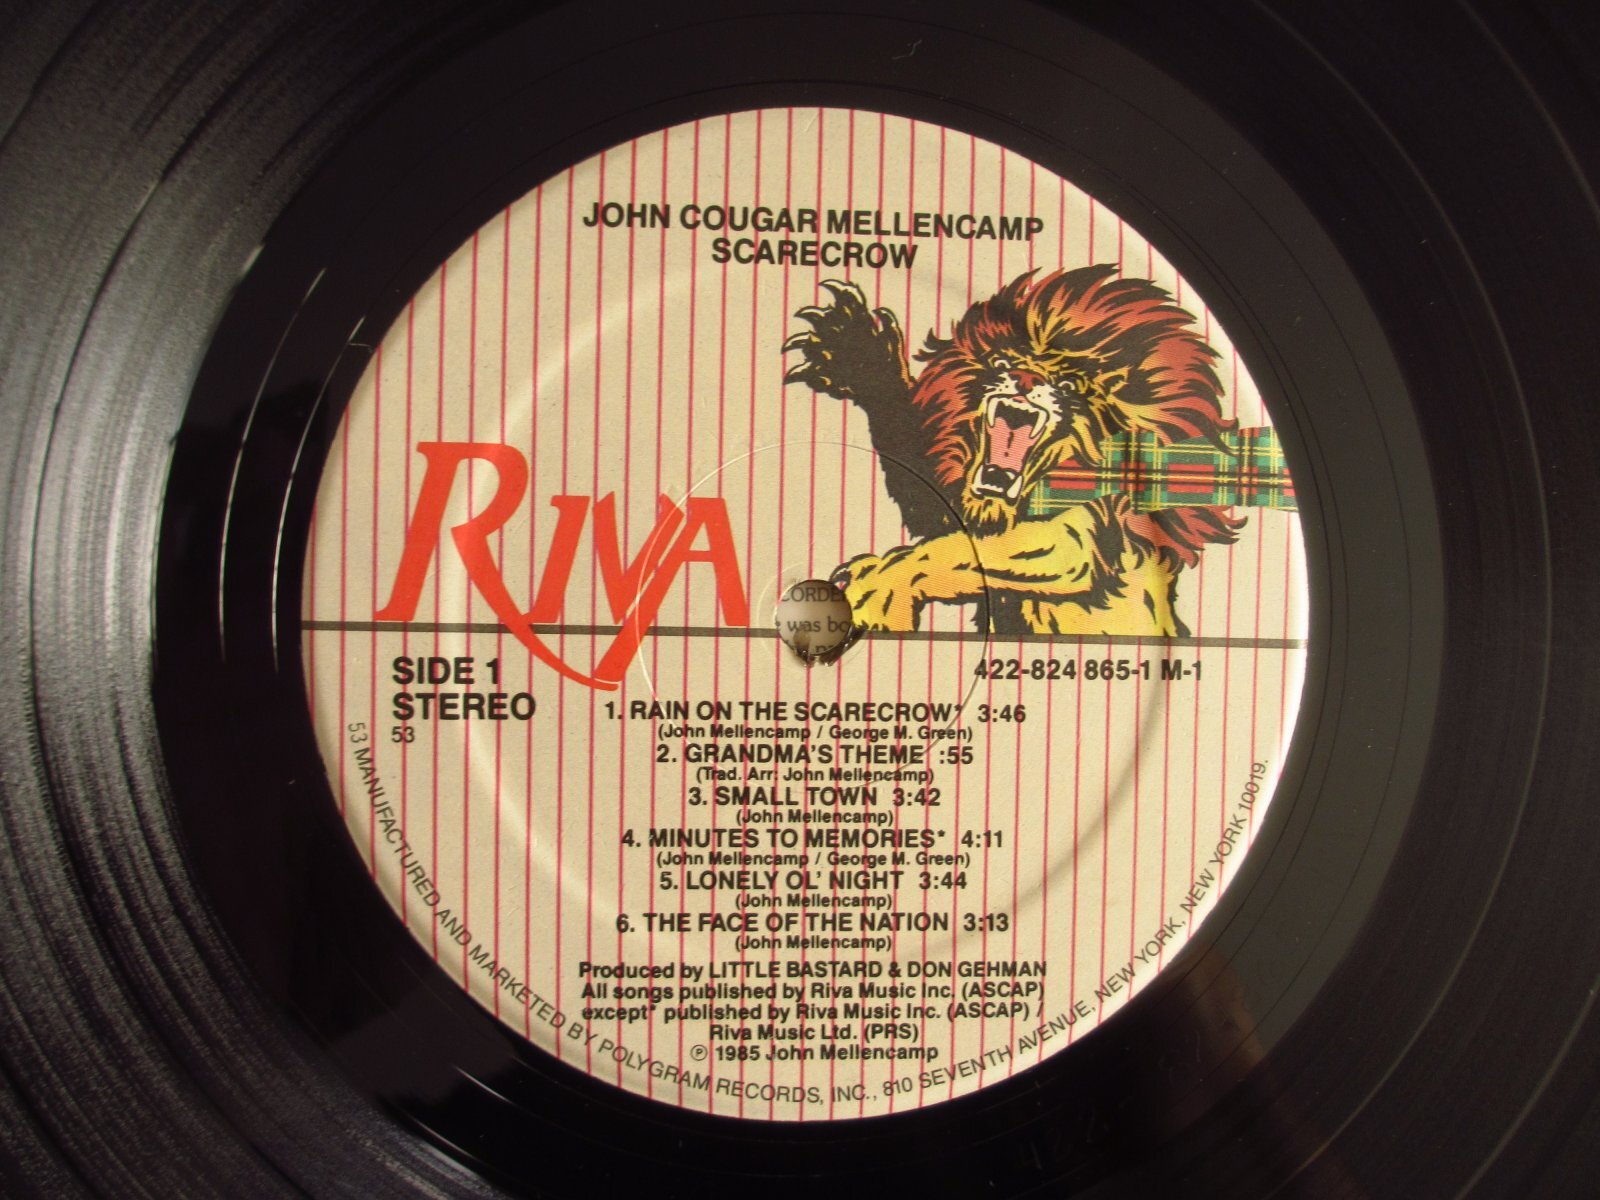 JOHN COUGAR MELLENCAMP
SCARECROW
RIVA
CORDE
was bo
SIDE 1
STEREO
53
422-824 865-1 M-1
1. RAIN ON THE SCARECROW* 3:46
(John Mellencamp / George M. Green)
2. GRANDMA'S THEME :55
(Trad. Arr: John Mellencamp)
3. SMALL TOWN 3:42
(John Mellencamp)
4. MINUTES TO MEMORIES* 4:11
(John Mellencamp / George M. Green)
5. LONELY OL' NIGHT 3:44
(John Mellencamp)
6. THE FACE OF THE NATION 3:13
(John Mellencamp)
Produced by LITTLE BASTARD & DON GEHMAN
All songs published by Riva Music Inc. (ASCAP)
except* published by Riva Music Inc. (ASCAP) /
Riva Music Ltd. (PRS)
℗ 1985 John Mellencamp
53 MANUFACTURED AND MARKETED BY POLYGRAM RECORDS, INC., 810 SEVENTH AVENUE, NEW YORK, NEW YORK 10019.